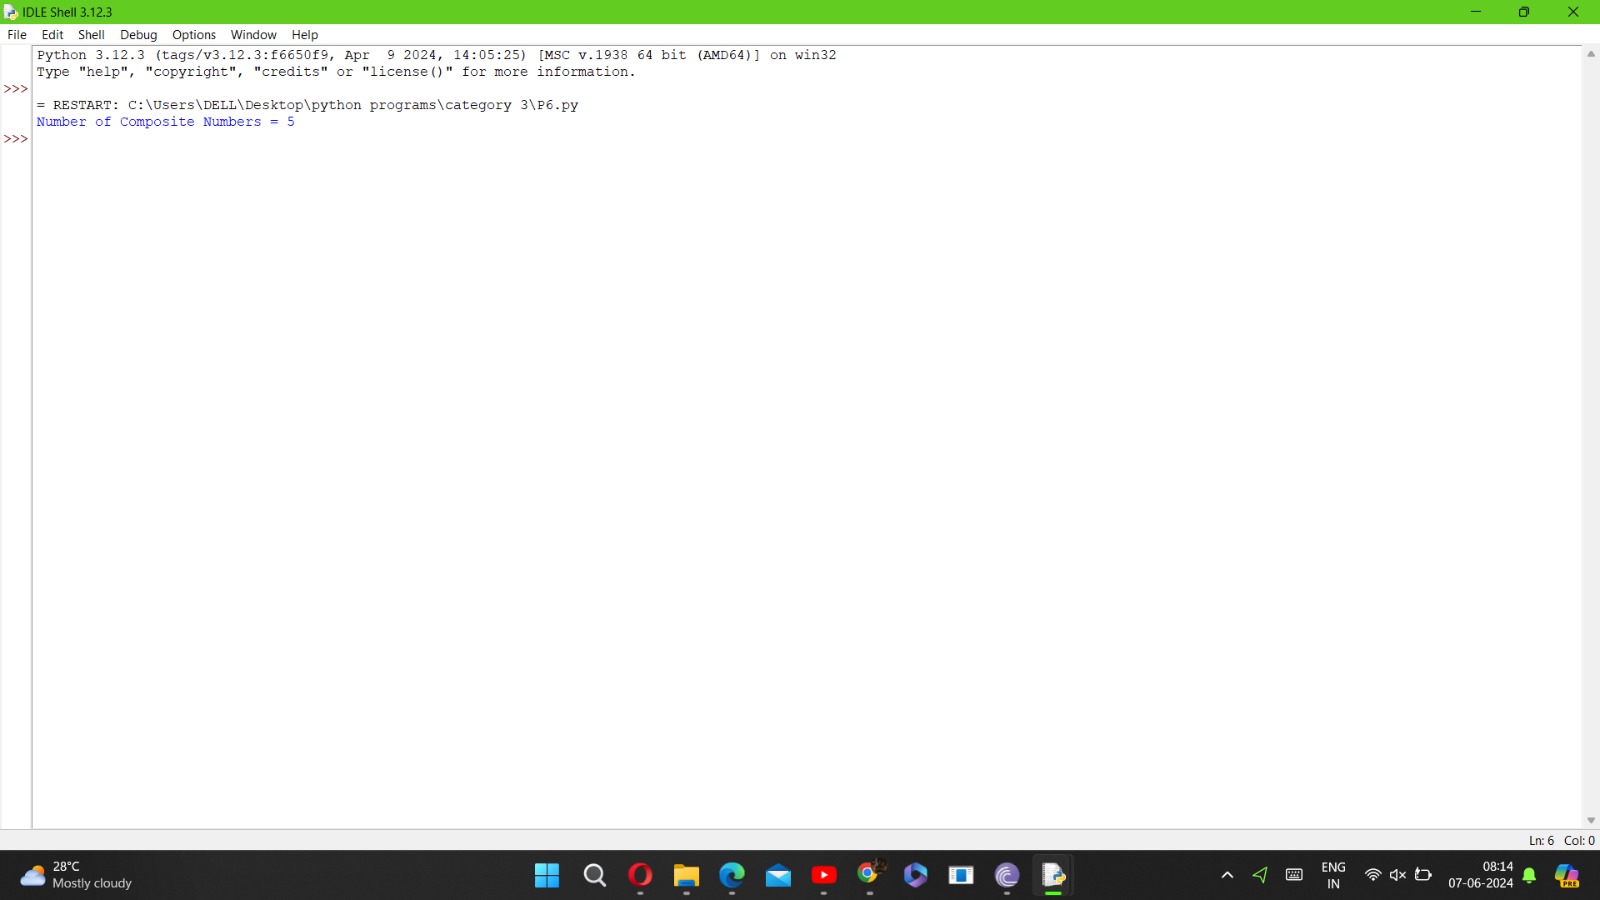 IDLE Shell 3.12.3
File Edit Shell Debug Options Window Help
Python 3.12.3 (tags/v3.12.3:f6650f9, Apr  9 2024, 14:05:25) [MSC v.1938 64 bit (AMD64)] on win32
Type "help", "copyright", "credits" or "license()" for more information.
>>>
= RESTART: C:\Users\DELL\Desktop\python programs\category 3\P6.py
Number of Composite Numbers = 5
>>>
Ln: 6 Col: 0
28°C
Mostly cloudy
ENG
IN
08:14
07-06-2024
PRE